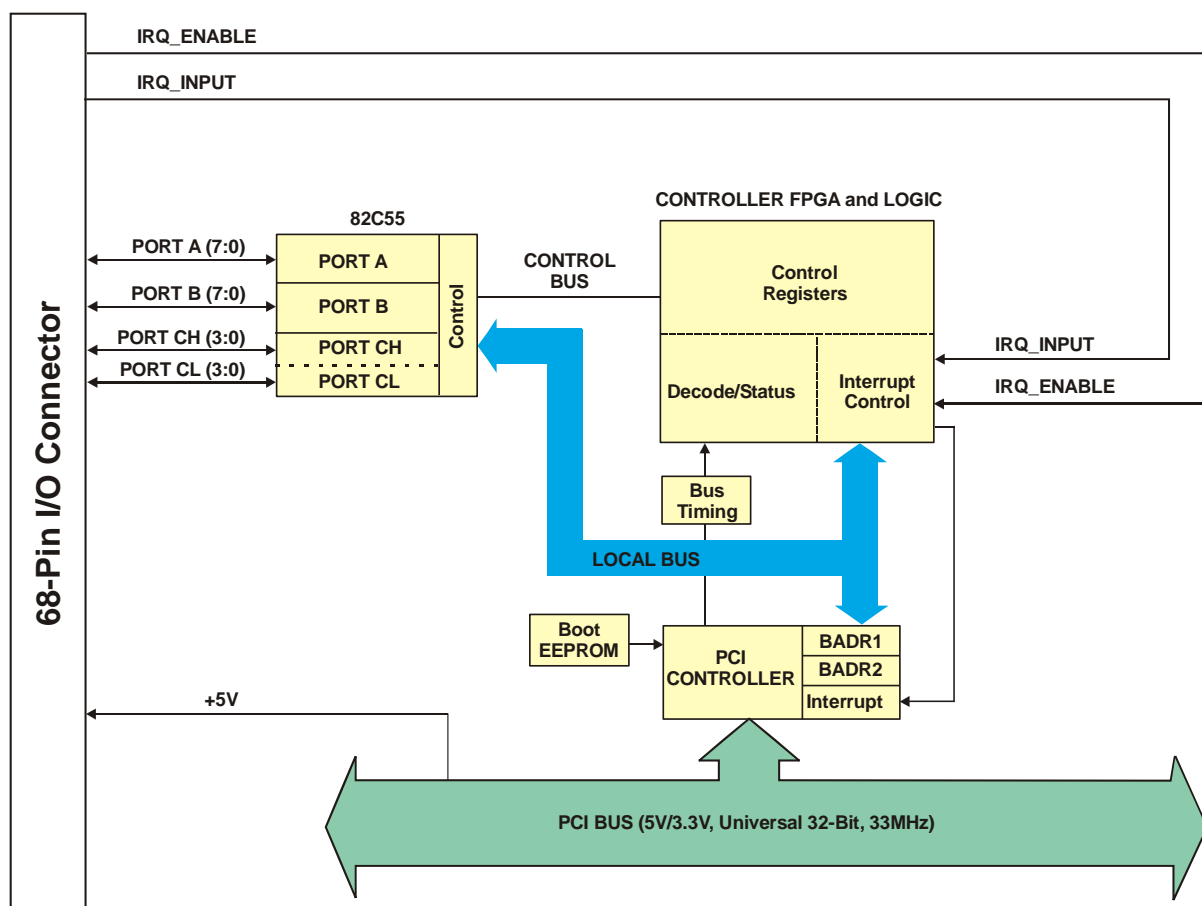 IRQ_ENABLE
IRQ_INPUT
CONTROLLER FPGA and LOGIC
82C55
PORT A (7:0)
PORT A
CONTROL
BUS
Control
Registers
PORT B (7:0)
PORT B
Control
68-Pin I/O Connector
PORT CH (3:0)
PORT CH
IRQ_INPUT
PORT CL (3:0)
PORT CL
Decode/Status
Interrupt
Control
IRQ_ENABLE
Bus
Timing
LOCAL BUS
Boot
EEPROM
PCI
CONTROLLER
BADR1
BADR2
Interrupt
+5V
PCI BUS (5V/3.3V, Universal 32-Bit, 33MHz)